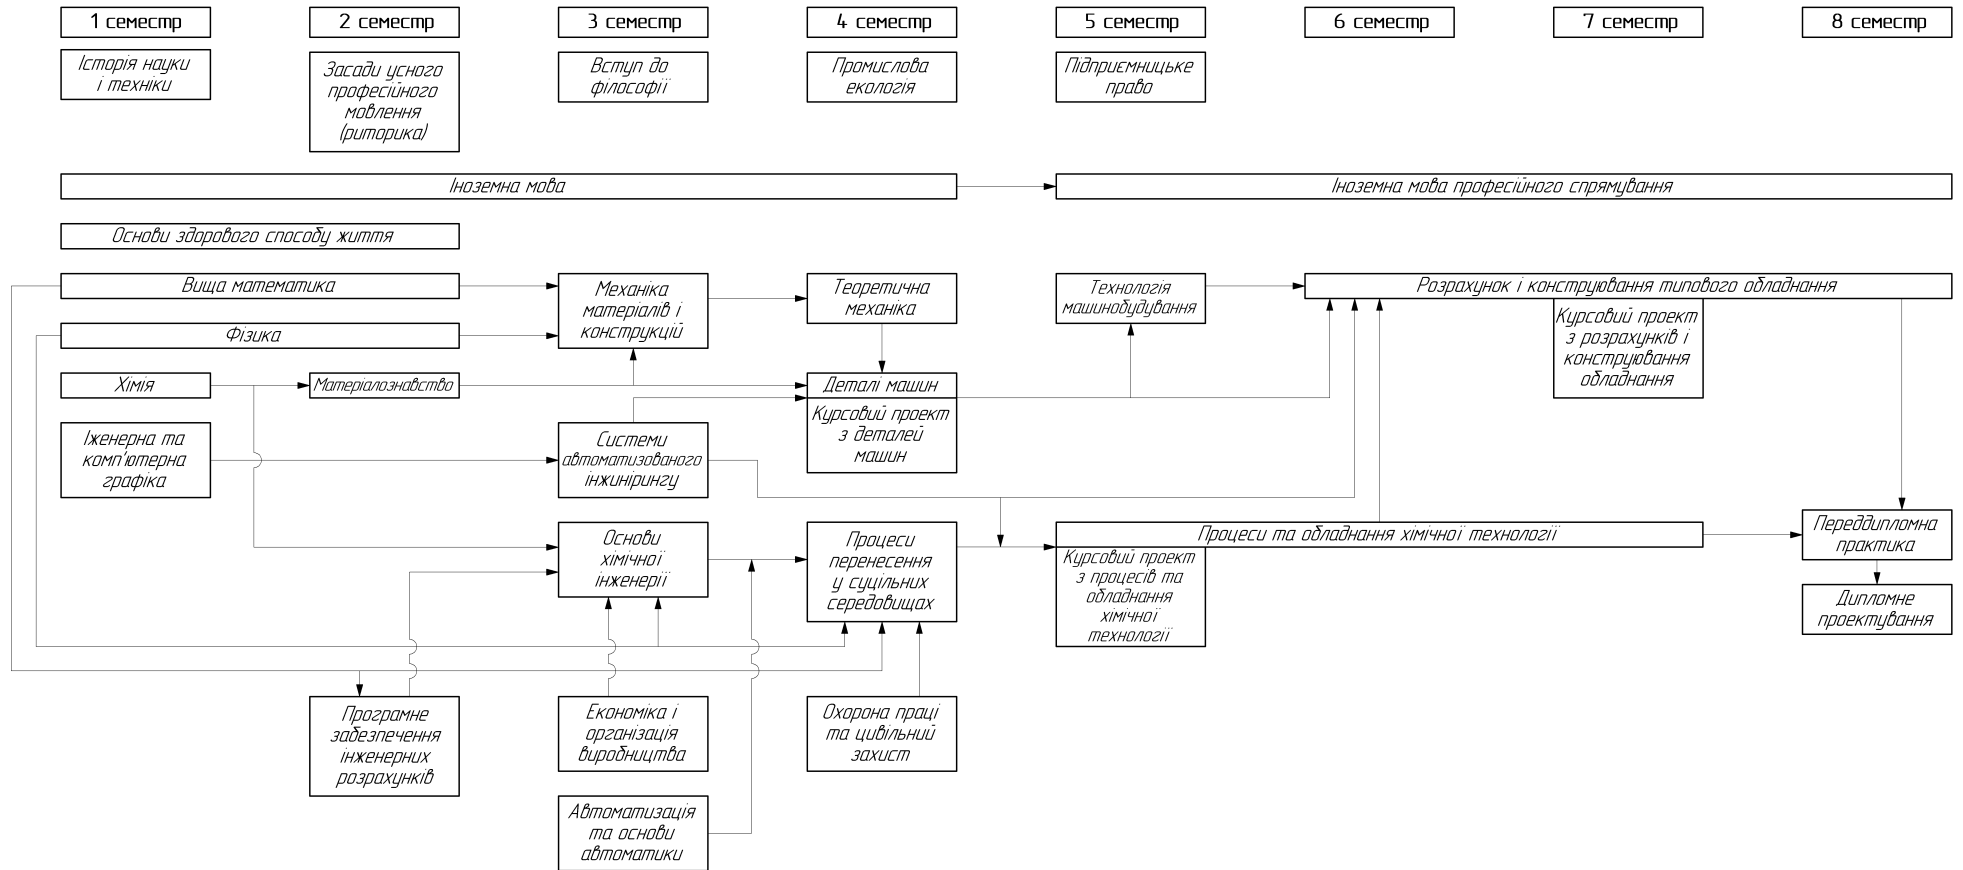 1 семестр
2 семестр
3 семестр
4 семестр
5 семестр
6 семестр
7 семестр
8 семестр
Історія науки
і техніки
Засади усного
професійного
мовлення
(риторика)
Вступ до
філософії
Промислова
екологія
Підприємницьке
право
Іноземна мова
Іноземна мова професійного спрямування
Основи здорового способу життя
Вища математика
Фізика
Механіка
матеріалів і
конструкцій
Теоретична
механіка
Технологія
машинобудування
Розрахунок і конструювання типового обладнання
Курсовий проект
з розрахунків і
конструювання
обладнання
Хімія
Матеріалознавство
Деталі машин
Курсовий проект
з деталей
машин
Іженерна та
комп'ютерна
графіка
Системи
автоматизованого
інжинірингу
Основи
хімічної
інженерії
Процеси
перенесення
у суцільних
середовищах
Процеси та обладнання хімічної технології
Курсовий проект
з процесів та
обладнання
хімічної
технології
Переддипломна
практика
Дипломне
проектування
Програмне
забезпечення
інженерних
розрахунків
Економіка і
організація
виробництва
Охорона праці
та цивільний
захист
Автоматизація
та основи
автоматики